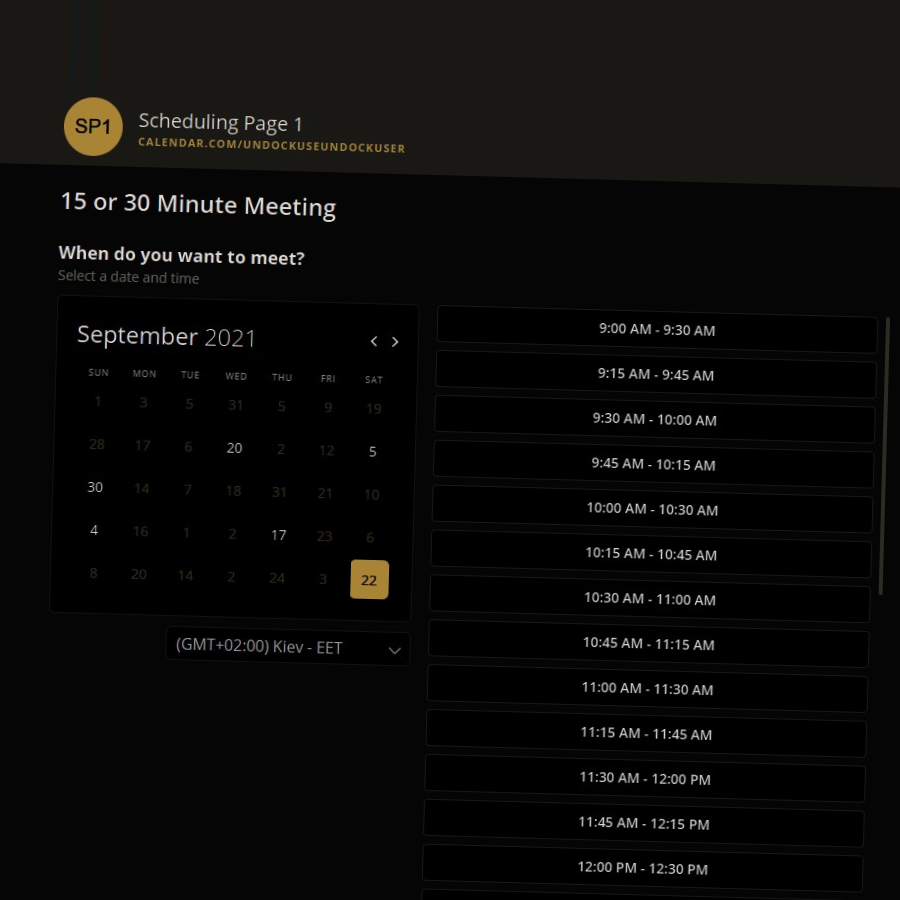 SP1
Scheduling Page 1
CALENDAR.COM/UNDOCKUSEUNDOCKUSER
15 or 30 Minute Meeting
When do you want to meet?
Select a date and time
September 2021
SUN MON TUE WED THU FRI SAT
1 3 5 31 5 9 19
28 17 6 20 2 12 5
30 14 7 18 31 21 10
4 16 1 2 17 23 6
8 20 14 2 24 3 22
(GMT+02:00) Kiev - EET
9:00 AM - 9:30 AM
9:15 AM - 9:45 AM
9:30 AM - 10:00 AM
9:45 AM - 10:15 AM
10:00 AM - 10:30 AM
10:15 AM - 10:45 AM
10:30 AM - 11:00 AM
10:45 AM - 11:15 AM
11:00 AM - 11:30 AM
11:15 AM - 11:45 AM
11:30 AM - 12:00 PM
11:45 AM - 12:15 PM
12:00 PM - 12:30 PM